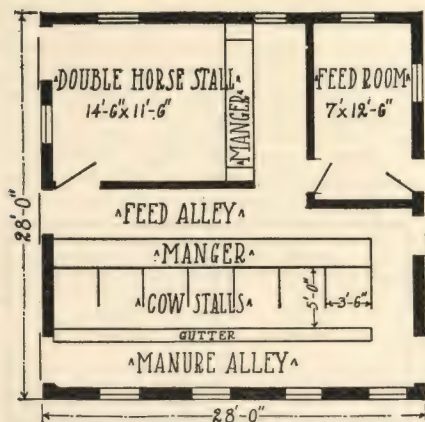 ^DOUBLE HORSE STALL^
14'-6"x 11'-6"
MANGER
^FEED ROOM^
7'x 12'-6"
^FEED ALLEY^
^MANGER^
^COW STALLS^
5'-0"
3'-6"
GUTTER
^MANURE ALLEY^
28'-0"
28'-0"